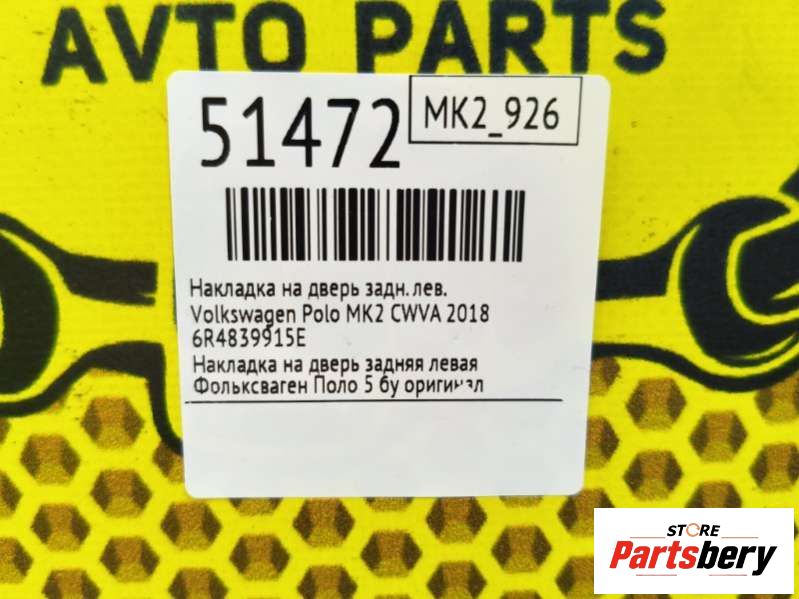 AVTO PARTS
51472
MK2_926
Накладка на дверь задн. лев.
Volkswagen Polo MK2 CWVA 2018
6R4839915E
Накладка на дверь задняя левая
Фольксваген Поло 5 бу оригинал
STORE
Partsbery